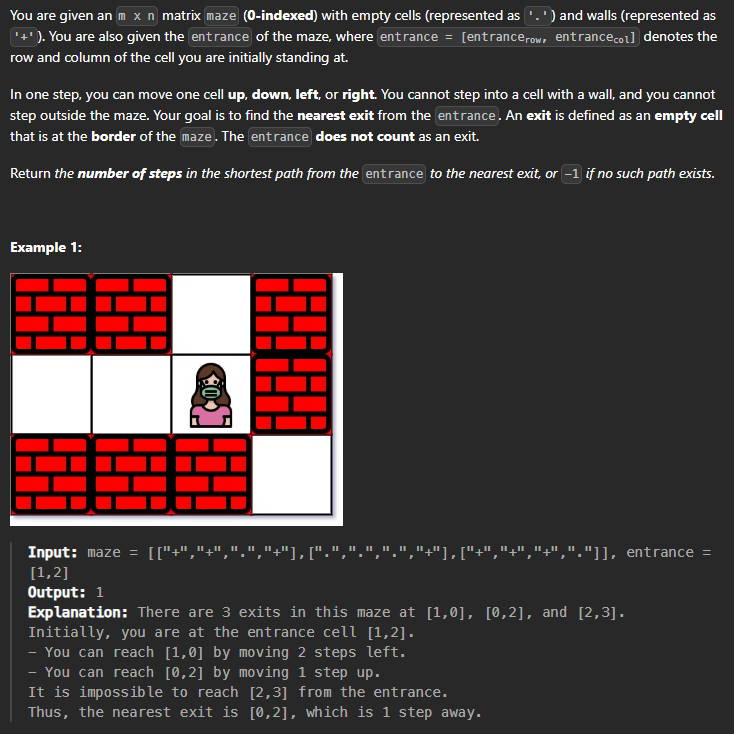 You are given an m x n matrix maze (0-indexed) with empty cells (represented as '.') and walls (represented as
'+'). You are also given the entrance of the maze, where entrance = [entrancerow, entrancecol] denotes the
row and column of the cell you are initially standing at.
In one step, you can move one cell up, down, left, or right. You cannot step into a cell with a wall, and you cannot
step outside the maze. Your goal is to find the nearest exit from the entrance. An exit is defined as an empty cell
that is at the border of the maze. The entrance does not count as an exit.
Return the number of steps in the shortest path from the entrance to the nearest exit, or -1 if no such path exists.
Example 1:
Input: maze = [["+","+",".","+"],[".",".",".","+"],["+","+","+","."]], entrance =
[1,2]
Output: 1
Explanation: There are 3 exits in this maze at [1,0], [0,2], and [2,3].
Initially, you are at the entrance cell [1,2].
- You can reach [1,0] by moving 2 steps left.
- You can reach [0,2] by moving 1 step up.
It is impossible to reach [2,3] from the entrance.
Thus, the nearest exit is [0,2], which is 1 step away.